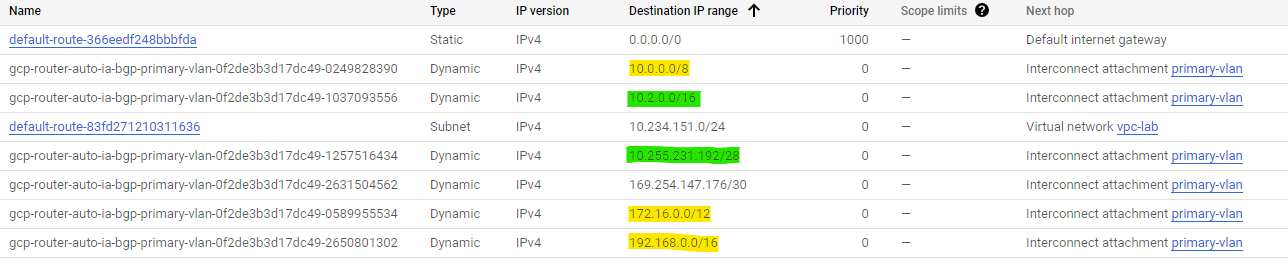 Name Type IP version Destination IP range ↑ Priority Scope limits ? Next hop
default-route-366eedf248bbbfda Static IPv4 0.0.0.0/0 1000 — Default internet gateway
gcp-router-auto-ia-bgp-primary-vlan-0f2de3b3d17dc49-0249828390 Dynamic IPv4 10.0.0.0/8 0 — Interconnect attachment primary-vlan
gcp-router-auto-ia-bgp-primary-vlan-0f2de3b3d17dc49-1037093556 Dynamic IPv4 10.2.0.0/16 0 — Interconnect attachment primary-vlan
default-route-83fd271210311636 Subnet IPv4 10.234.151.0/24 0 — Virtual network vpc-lab
gcp-router-auto-ia-bgp-primary-vlan-0f2de3b3d17dc49-1257516434 Dynamic IPv4 10.255.231.192/28 0 — Interconnect attachment primary-vlan
gcp-router-auto-ia-bgp-primary-vlan-0f2de3b3d17dc49-2631504562 Dynamic IPv4 169.254.147.176/30 0 — Interconnect attachment primary-vlan
gcp-router-auto-ia-bgp-primary-vlan-0f2de3b3d17dc49-0589955534 Dynamic IPv4 172.16.0.0/12 0 — Interconnect attachment primary-vlan
gcp-router-auto-ia-bgp-primary-vlan-0f2de3b3d17dc49-2650801302 Dynamic IPv4 192.168.0.0/16 0 — Interconnect attachment primary-vlan